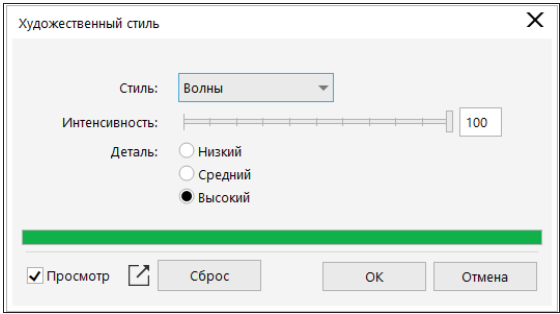 Художественный стиль
Стиль: Волны
Интенсивность: 100
Деталь: Низкий
Средний
Высокий
Просмотр Сброс OK Отмена